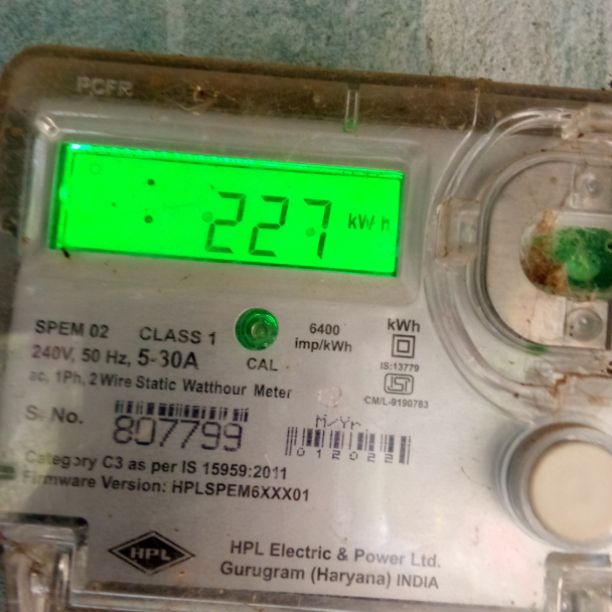 PCFR
227 kWh
SPEM 02 CLASS 1
240V, 50 Hz, 5-30A
CAL
6400
imp/kWh
kWh
IS:13779
ISI
CM/L-9190783
ac, 1Ph, 2 Wire Static Watthour Meter
Sr No.
807799
M/Yr
012022
Category C3 as per IS 15959:2011
Firmware Version: HPLSPEM6XXX01
HPL
HPL Electric & Power Ltd.
Gurugram (Haryana) INDIA